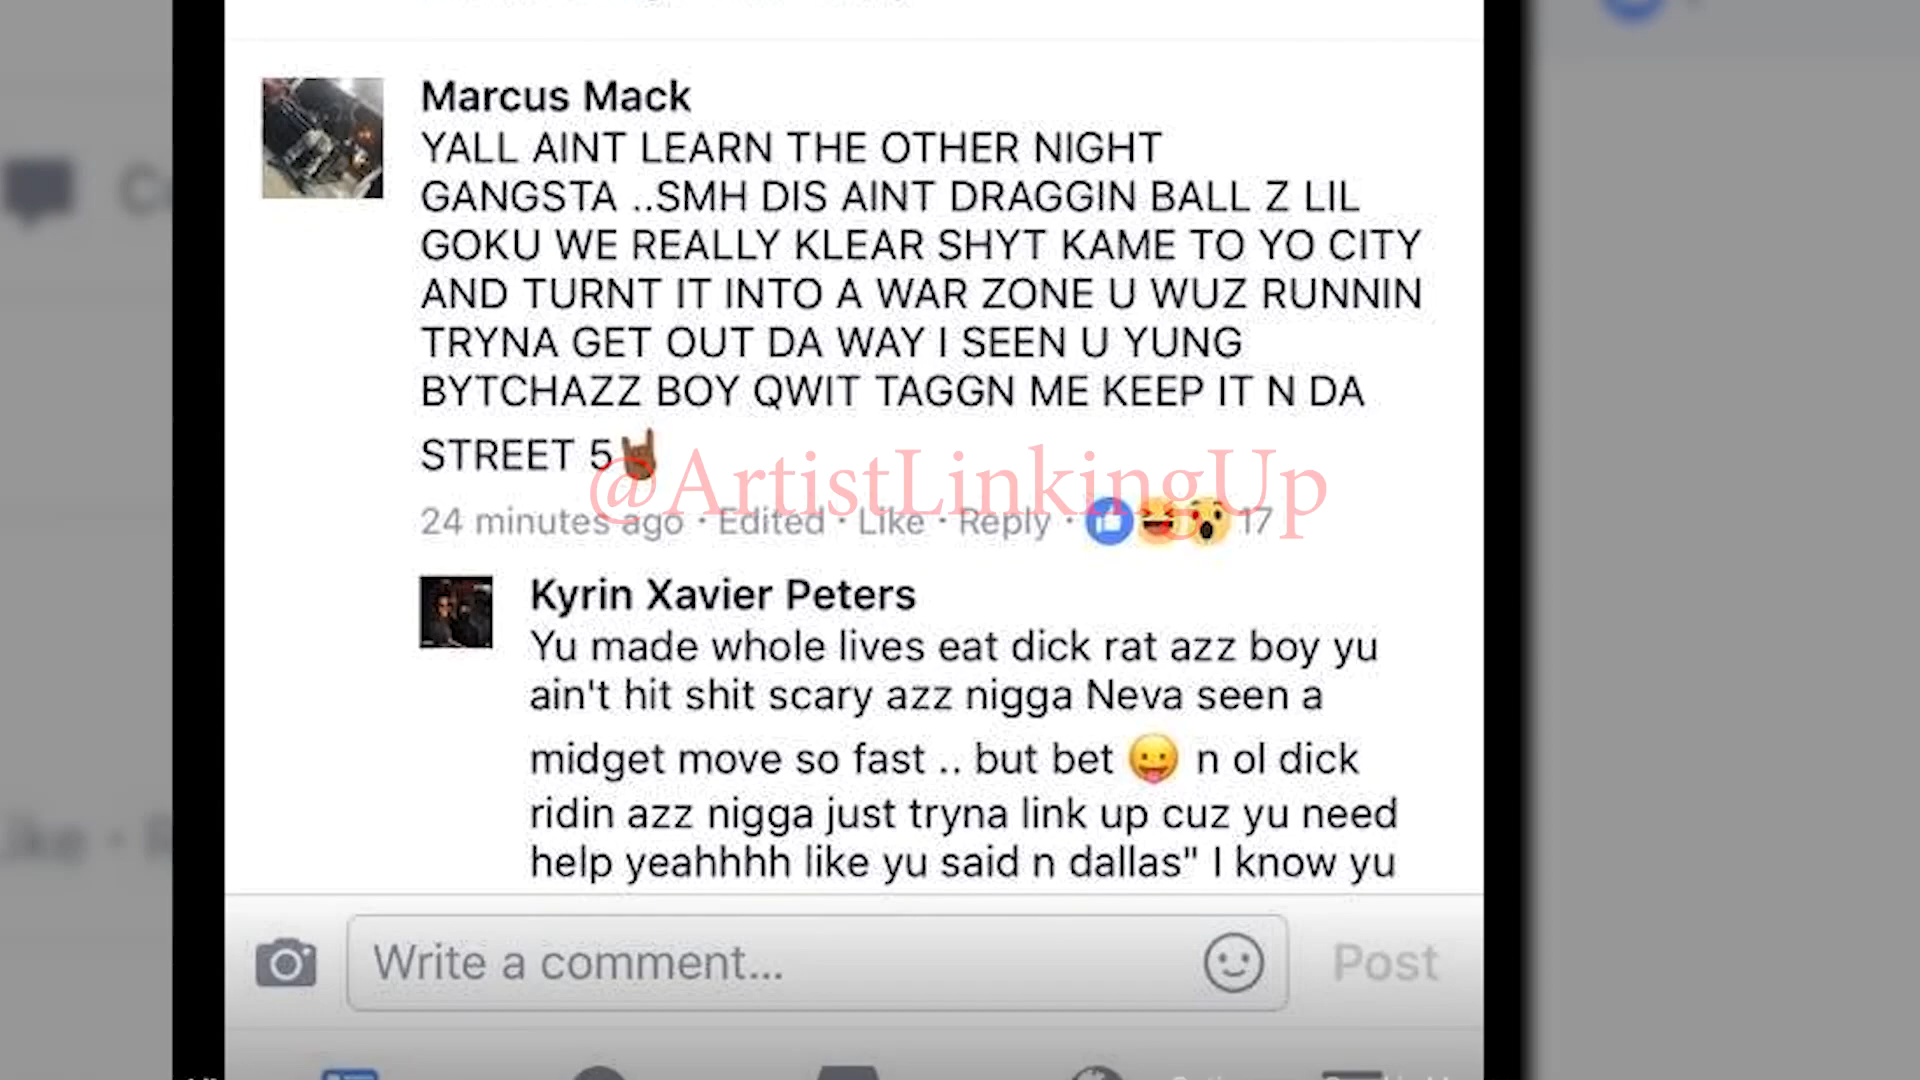 Marcus Mack
YALL AINT LEARN THE OTHER NIGHT
GANGSTA ..SMH DIS AINT DRAGGIN BALL Z LIL
GOKU WE REALLY KLEAR SHYT KAME TO YO CITY
AND TURNT IT INTO A WAR ZONE U WUZ RUNNIN
TRYNA GET OUT DA WAY I SEEN U YUNG
BYTCHAZZ BOY QWIT TAGGN ME KEEP IT N DA
STREET 5🤘🏾
@ArtistLinkingUp
24 minutes ago · Edited · Like · Reply · 17
Kyrin Xavier Peters
Yu made whole lives eat dick rat azz boy yu
ain't hit shit scary azz nigga Neva seen a
midget move so fast .. but bet 😛 n ol dick
ridin azz nigga just tryna link up cuz yu need
help yeahhhh like yu said n dallas" I know yu
Write a comment...
Post